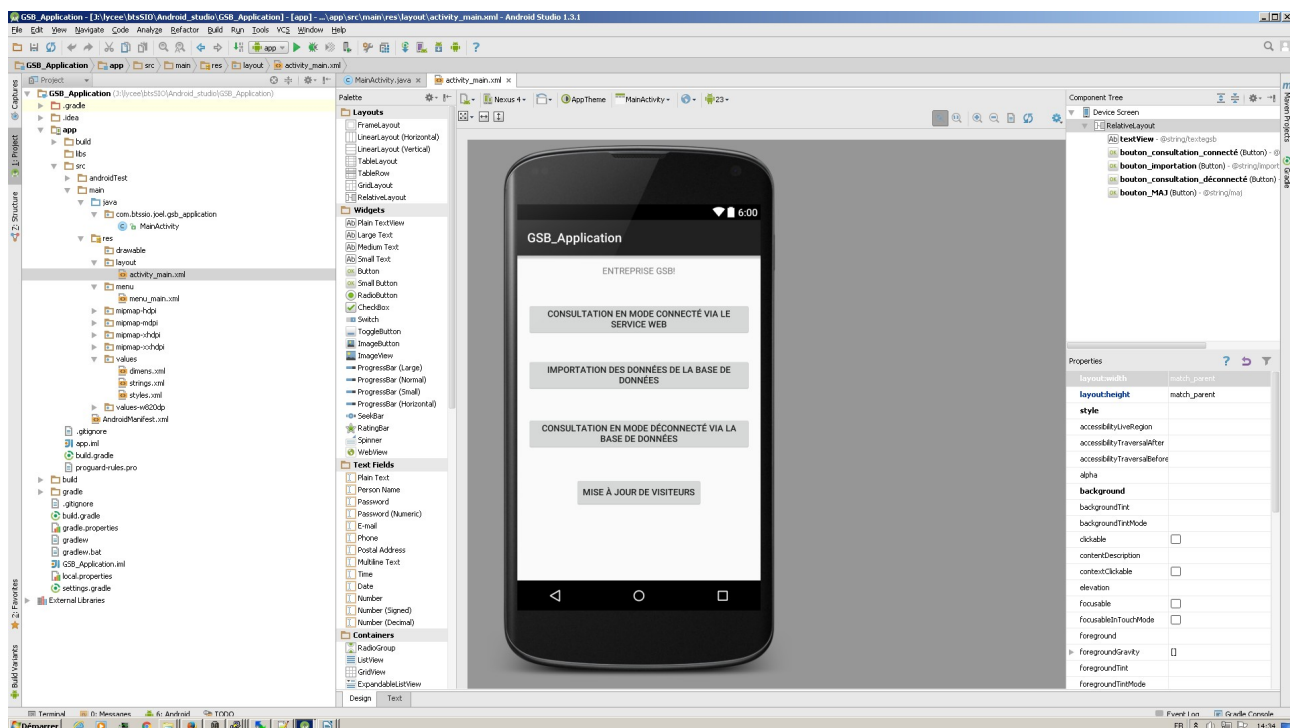 GSB_Application - [J:\lycee\btsSIO\Android_studio\GSB_Application] - [app] - ...\app\src\main\res\layout\activity_main.xml - Android Studio 1.3.1
File Edit View Navigate Code Analyze Refactor Build Run Tools VCS Window Help
app
GSB_Application app src main res layout activity_main.xml
Project
MainActivity.java activity_main.xml
Captures
1: Project
Z: Structure
2: Favorites
Build Variants
GSB_Application (J:\lycee\btsSIO\Android_studio\GSB_Application)
.gradle
.idea
app
build
libs
src
androidTest
main
java
com.btssio.joel.gsb_application
MainActivity
res
drawable
layout
activity_main.xml
menu
menu_main.xml
mipmap-hdpi
mipmap-mdpi
mipmap-xhdpi
mipmap-xxhdpi
values
dimens.xml
strings.xml
styles.xml
values-w820dp
AndroidManifest.xml
.gitignore
app.iml
build.gradle
proguard-rules.pro
build
gradle
.gitignore
build.gradle
gradle.properties
gradlew
gradlew.bat
GSB_Application.iml
local.properties
settings.gradle
External Libraries
Palette
Layouts
FrameLayout
LinearLayout (Horizontal)
LinearLayout (Vertical)
TableLayout
TableRow
GridLayout
RelativeLayout
Widgets
Plain TextView
Large Text
Medium Text
Small Text
Button
Small Button
RadioButton
CheckBox
Switch
ToggleButton
ImageButton
ImageView
ProgressBar (Large)
ProgressBar (Normal)
ProgressBar (Small)
ProgressBar (Horizontal)
SeekBar
RatingBar
Spinner
WebView
Text Fields
Plain Text
Person Name
Password
Password (Numeric)
E-mail
Phone
Postal Address
Multiline Text
Time
Date
Number
Number (Signed)
Number (Decimal)
Containers
RadioGroup
ListView
GridView
ExpandableListView
Design Text
Nexus 4 AppTheme MainActivity 23
6:00
GSB_Application
ENTREPRISE GSB!
CONSULTATION EN MODE CONNECTÉ VIA LE
SERVICE WEB
IMPORTATION DES DONNÉES DE LA BASE DE
DONNÉES
CONSULTATION EN MODE DÉCONNECTÉ VIA LA
BASE DE DONNÉES
MISE À JOUR DE VISITEURS
Component Tree
Device Screen
RelativeLayout
textView - @string/textegsb
bouton_consultation_connecté (Button) - @
bouton_importation (Button) - @string/import
bouton_consultation_déconnecté (Button) -
bouton_MAJ (Button) - @string/maj
Properties
layout:width match_parent
layout:height match_parent
style
accessibilityLiveRegion
accessibilityTraversalAfter
accessibilityTraversalBefore
alpha
background
backgroundTint
backgroundTintMode
clickable
contentDescription
contextClickable
elevation
focusable
focusableInTouchMode
foreground
foregroundGravity []
foregroundTint
foregroundTintMode
Maven Projects
Gradle
Terminal 0: Messages 6: Android TODO Event Log Gradle Console
Démarrer FR 14:34